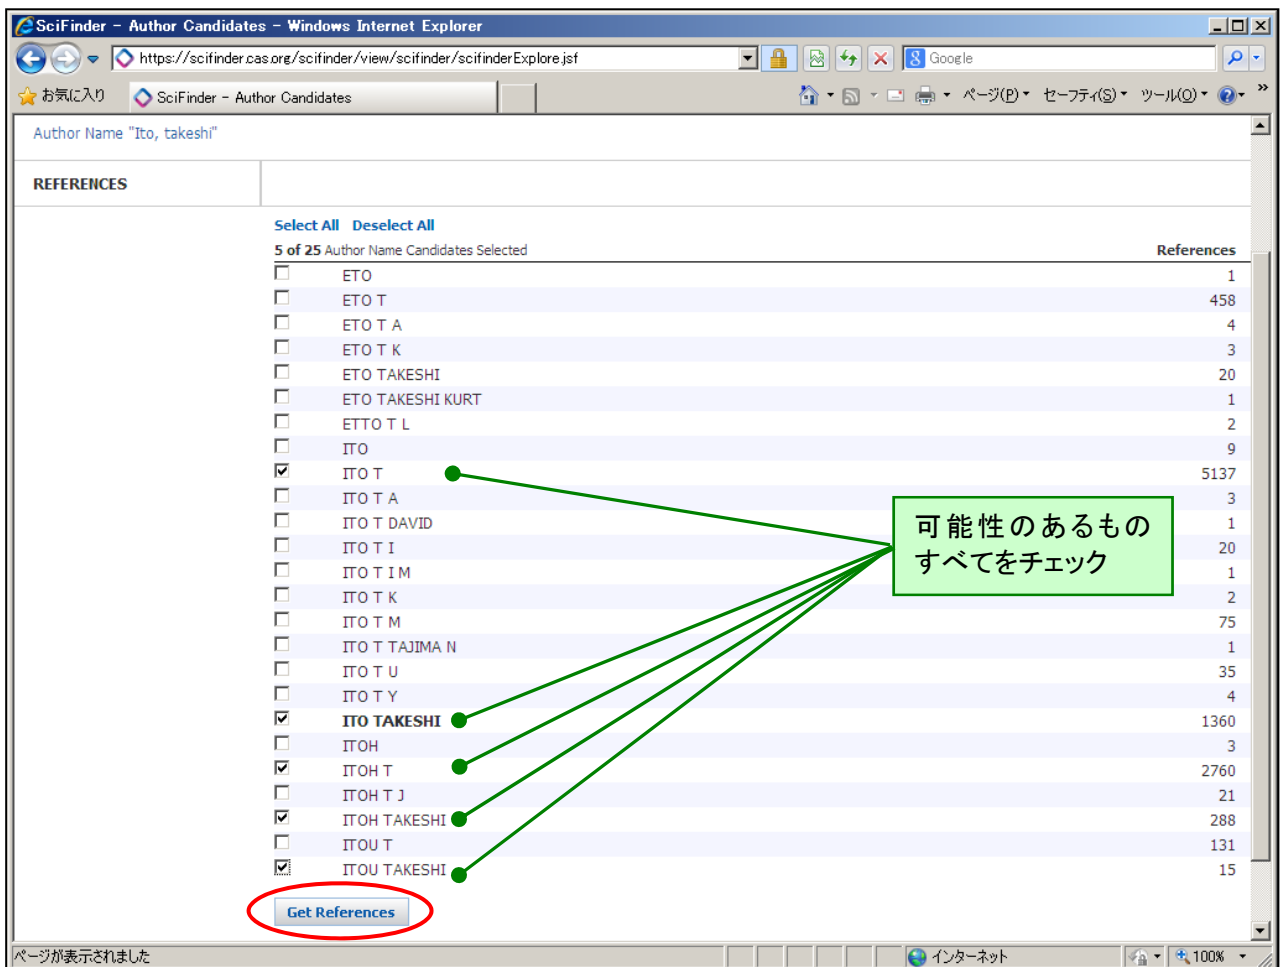 SciFinder - Author Candidates - Windows Internet Explorer
https://scifinder.cas.org/scifinder/view/scifinder/scifinderExplore.jsf
Google
お気に入り SciFinder - Author Candidates ページ(P) セーフティ(S) ツール(O) »
Author Name "Ito, takeshi"
REFERENCES
Select All Deselect All
5 of 25 Author Name Candidates Selected References
ETO 1
ETO T 458
ETO T A 4
ETO T K 3
ETO TAKESHI 20
ETO TAKESHI KURT 1
ETTO T L 2
ITO 9
ITO T 5137
ITO T A 3
ITO T DAVID 1
ITO T I 20
ITO T I M 1
ITO T K 2
ITO T M 75
ITO T TAJIMA N 1
ITO T U 35
ITO T Y 4
ITO TAKESHI 1360
ITOH 3
ITOH T 2760
ITOH T J 21
ITOH TAKESHI 288
ITOU T 131
ITOU TAKESHI 15
可能性のあるもの
すべてをチェック
Get References
ページが表示されました インターネット 100%